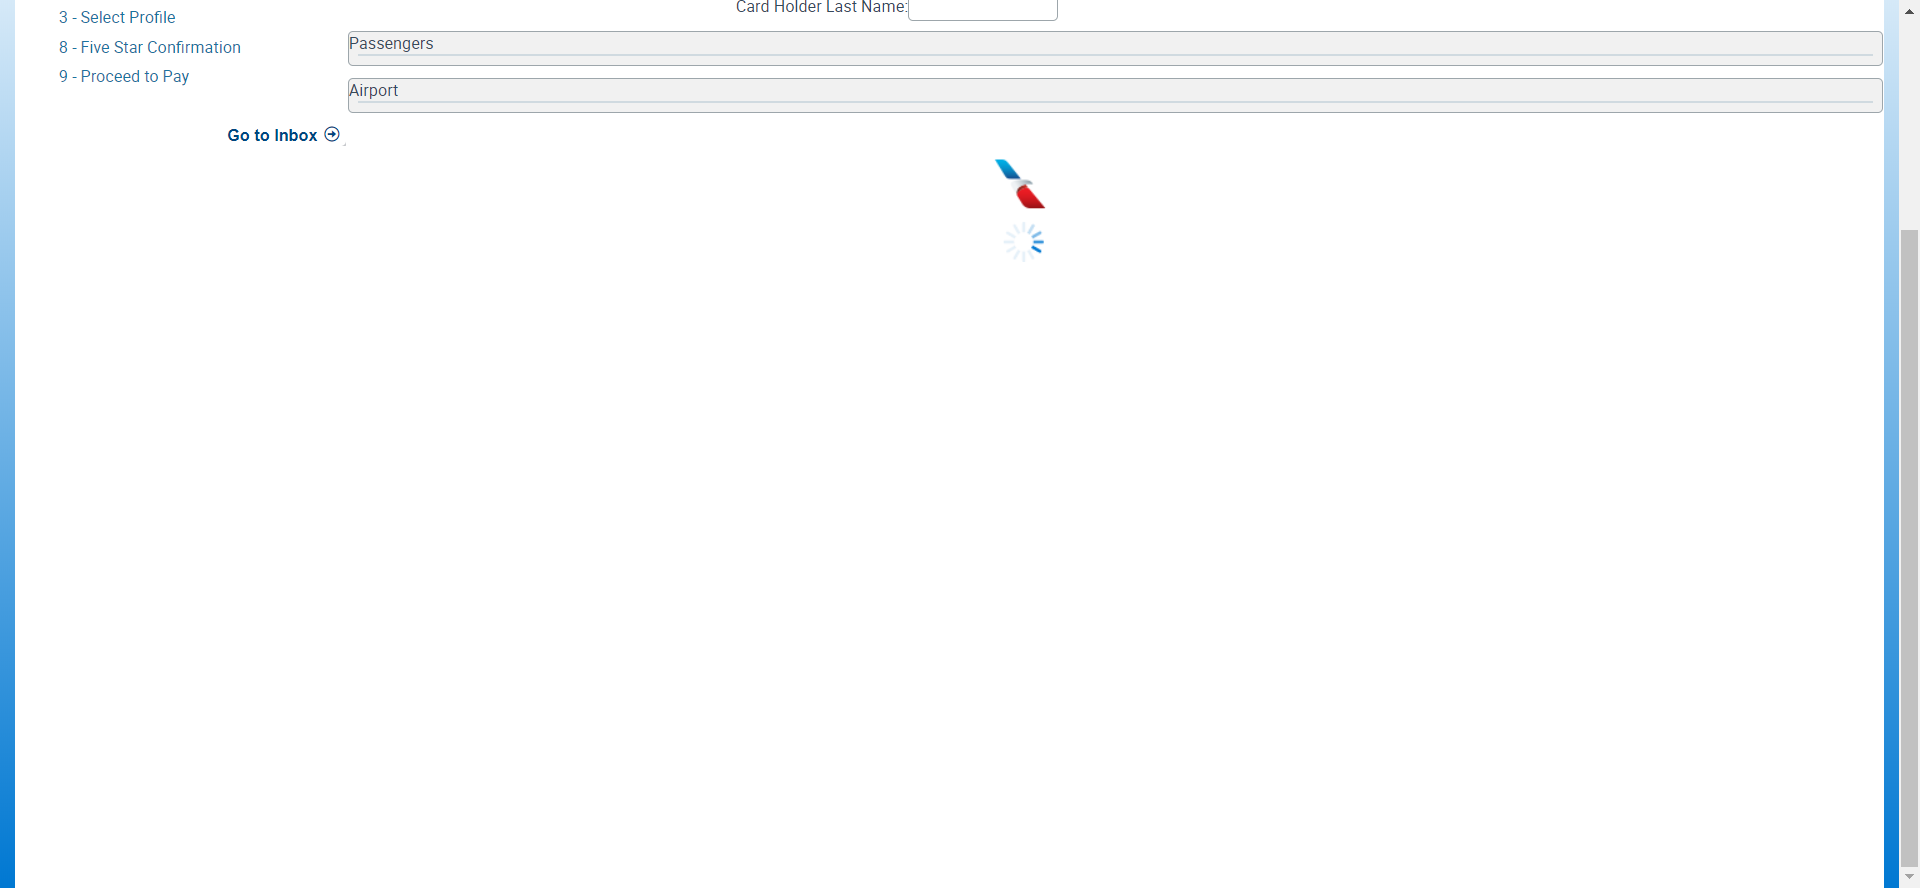 3 - Select Profile
8 - Five Star Confirmation
9 - Proceed to Pay
Go to Inbox
Card Holder Last Name:
Passengers
Airport